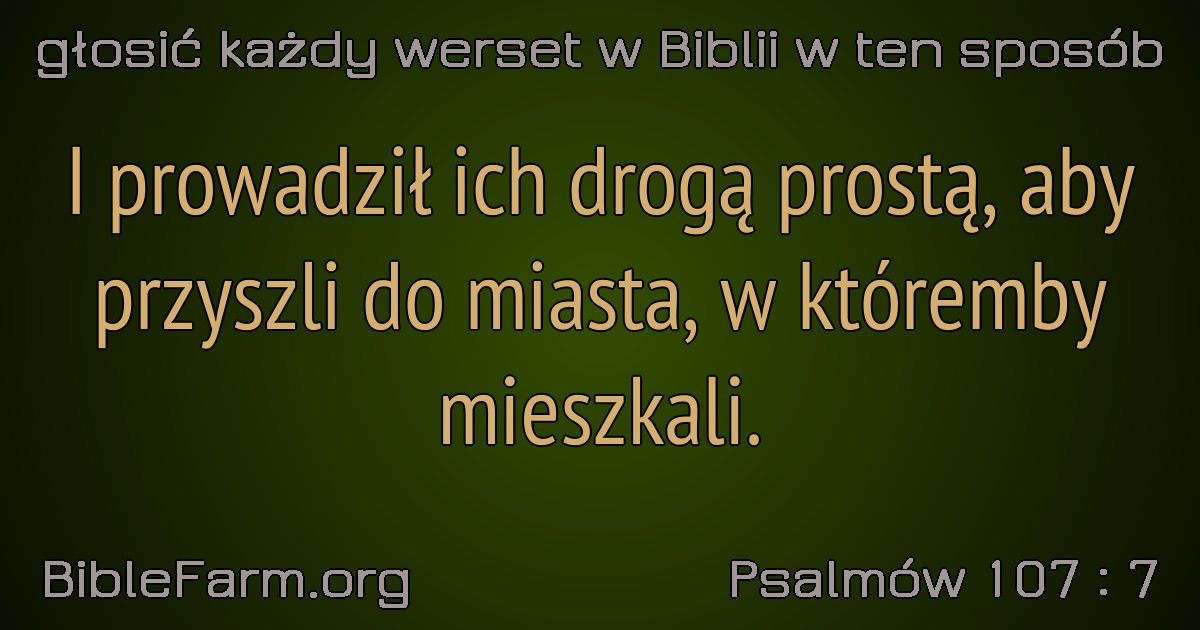 głosić każdy werset w Biblii w ten sposób
I prowadził ich drogą prostą, aby
przyszli do miasta, w któremby
mieszkali.
BibleFarm.org
Psalmów 107 : 7